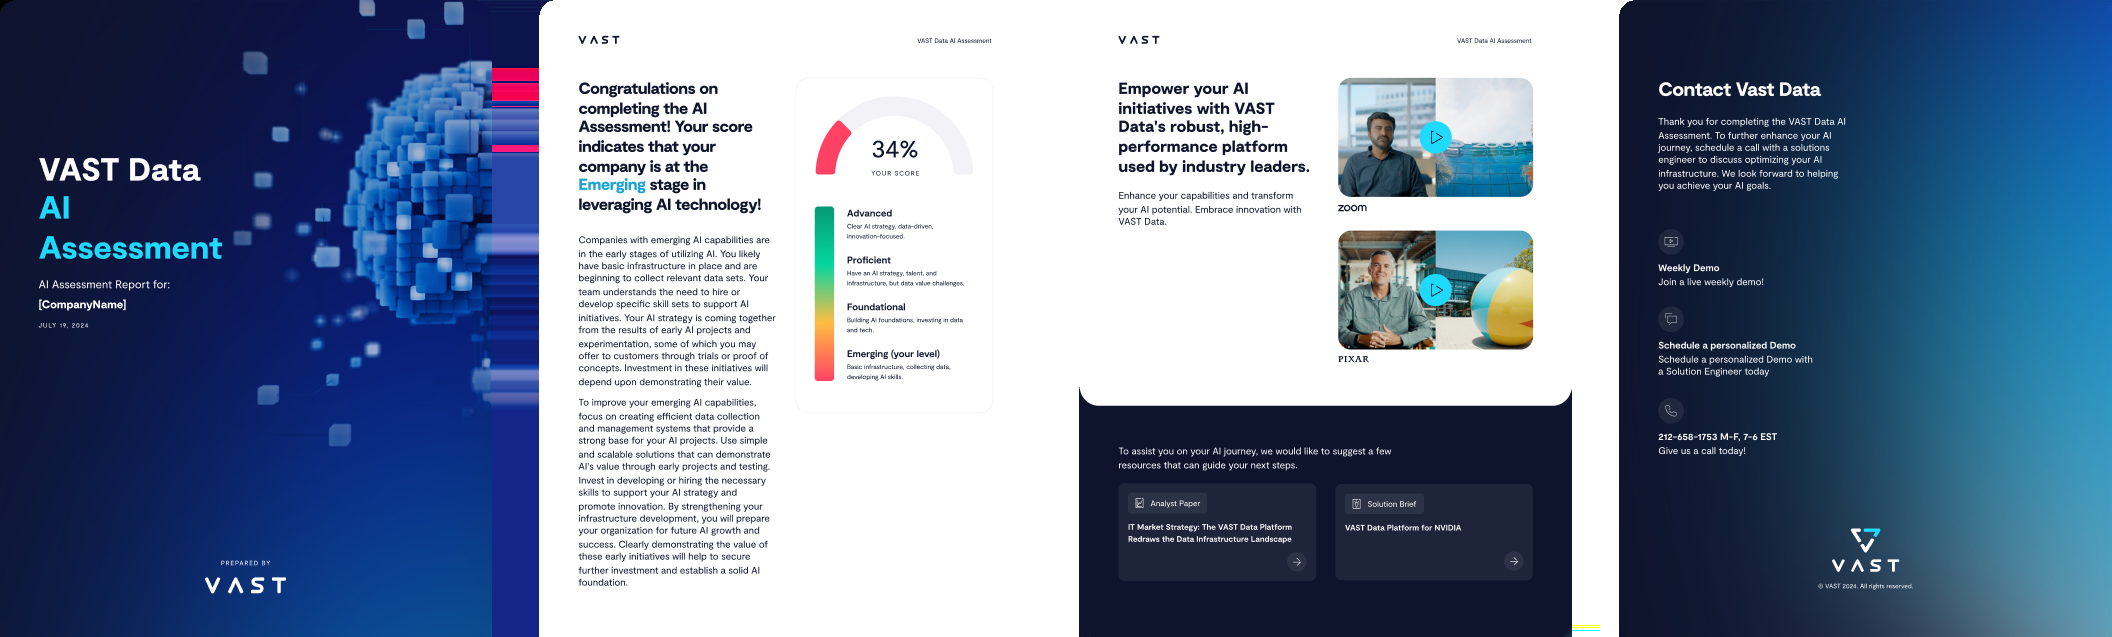 VAST Data
AI
Assessment
AI Assessment Report for:
[CompanyName]
JULY 19, 2024
PREPARED BY
VAST
VAST
VAST Data AI Assessment
Congratulations on
completing the AI
Assessment! Your score
indicates that your
company is at the
Emerging stage in
leveraging AI technology!
Companies with emerging AI capabilities are
in the early stages of utilizing AI. You likely
have basic infrastructure in place and are
beginning to collect relevant data sets. Your
team understands the need to hire or
develop specific skill sets to support AI
initiatives. Your AI strategy is coming together
from the results of early AI projects and
experimentation, some of which you may
offer to customers through trials or proof of
concepts. Investment in these initiatives will
depend upon demonstrating their value.
To improve your emerging AI capabilities,
focus on creating efficient data collection
and management systems that provide a
strong base for your AI projects. Use simple
and scalable solutions that can demonstrate
AI's value through early projects and testing.
Invest in developing or hiring the necessary
skills to support your AI strategy and
promote innovation. By strengthening your
infrastructure development, you will prepare
your organization for future AI growth and
success. Clearly demonstrating the value of
these early initiatives will help to secure
further investment and establish a solid AI
foundation.
34%
YOUR SCORE
Advanced
Clear AI strategy, data-driven,
innovation-focused.
Proficient
Have an AI strategy, talent, and
infrastructure, but data value challenges.
Foundational
Building AI foundations, investing in data
and tech.
Emerging (your level)
Basic infrastructure, collecting data,
developing AI skills.
VAST
VAST Data AI Assessment
Empower your AI
initiatives with VAST
Data's robust, high-
performance platform
used by industry leaders.
Enhance your capabilities and transform
your AI potential. Embrace innovation with
VAST Data.
zoom
PIXAR
To assist you on your AI journey, we would like to suggest a few
resources that can guide your next steps.
Analyst Paper
IT Market Strategy: The VAST Data Platform
Redraws the Data Infrastructure Landscape
Solution Brief
VAST Data Platform for NVIDIA
Contact Vast Data
Thank you for completing the VAST Data AI
Assessment. To further enhance your AI
journey, schedule a call with a solutions
engineer to discuss optimizing your AI
infrastructure. We look forward to helping
you achieve your AI goals.
Weekly Demo
Join a live weekly demo!
Schedule a personalized Demo
Schedule a personalized Demo with
a Solution Engineer today
212-658-1753 M-F, 7-6 EST
Give us a call today!
VAST
© VAST 2024. All rights reserved.